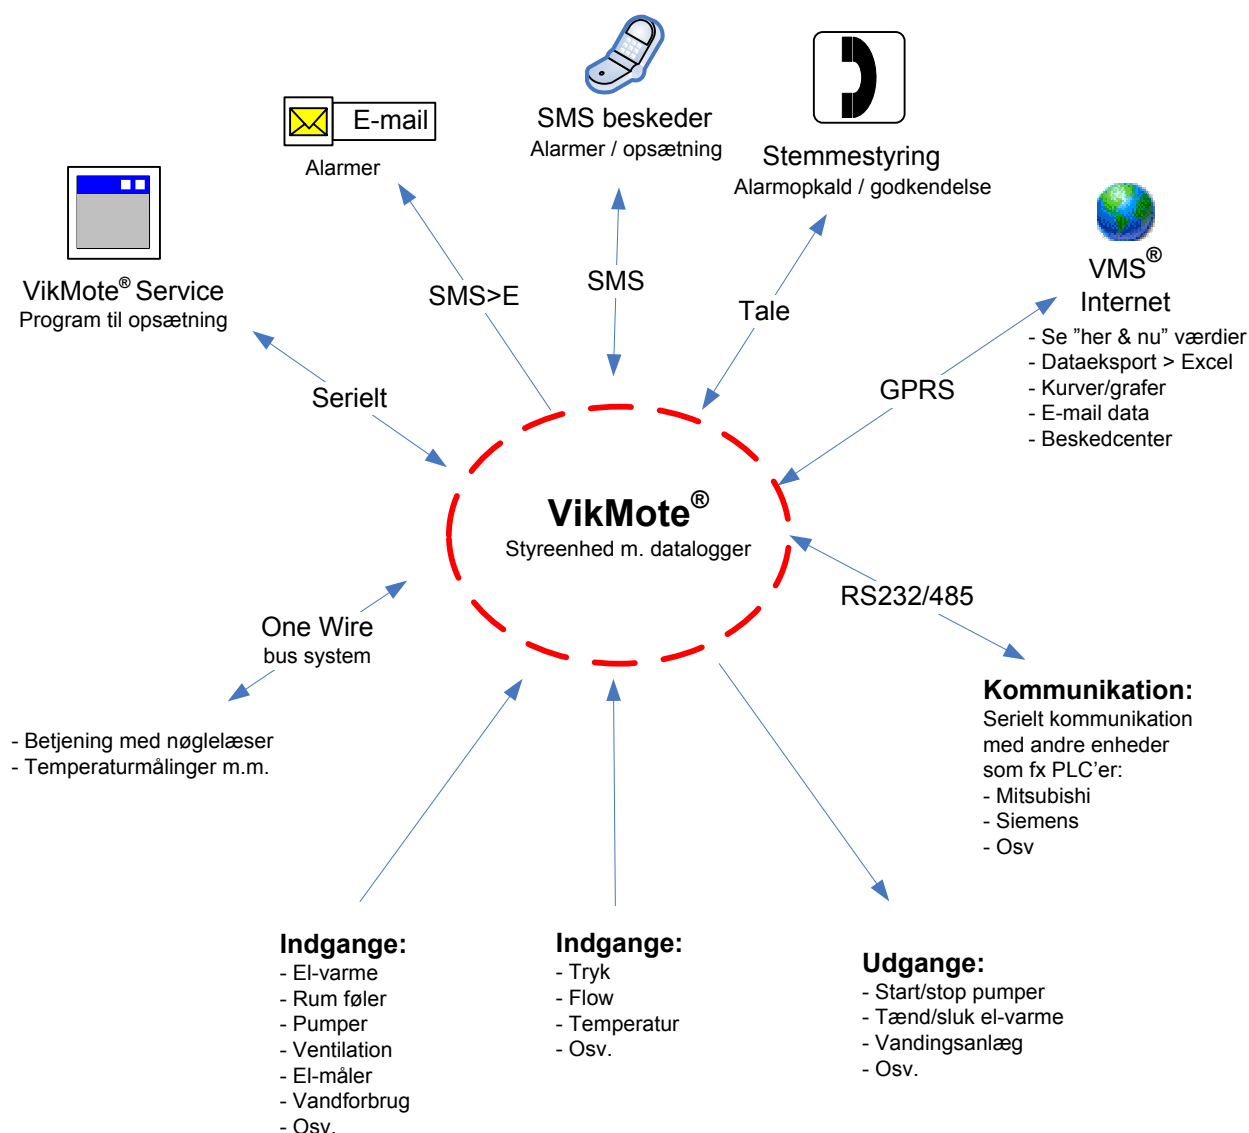 E-mail
Alarmer
SMS beskeder
Alarmer / opsætning
Stemmestyring
Alarmopkald / godkendelse
VikMote® Service
Program til opsætning
VMS®
Internet
- Se ”her & nu” værdier
- Dataeksport > Excel
- Kurver/grafer
- E-mail data
- Beskedcenter
Serielt
SMS>E
SMS
Tale
GPRS
VikMote®
Styreenhed m. datalogger
One Wire
bus system
- Betjening med nøglelæser
- Temperaturmålinger m.m.
RS232/485
Kommunikation:
Serielt kommunikation
med andre enheder
som fx PLC’er:
- Mitsubishi
- Siemens
- Osv
Indgange:
- El-varme
- Rum føler
- Pumper
- Ventilation
- El-måler
- Vandforbrug
- Osv.
Indgange:
- Tryk
- Flow
- Temperatur
- Osv.
Udgange:
- Start/stop pumper
- Tænd/sluk el-varme
- Vandingsanlæg
- Osv.